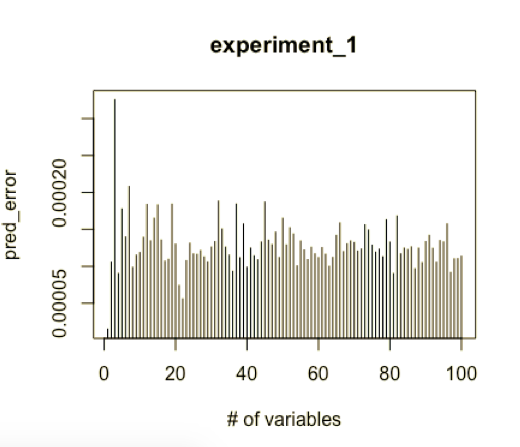 experiment_1
pred_error
0.00020
0.00005
0 20 40 60 80 100
# of variables